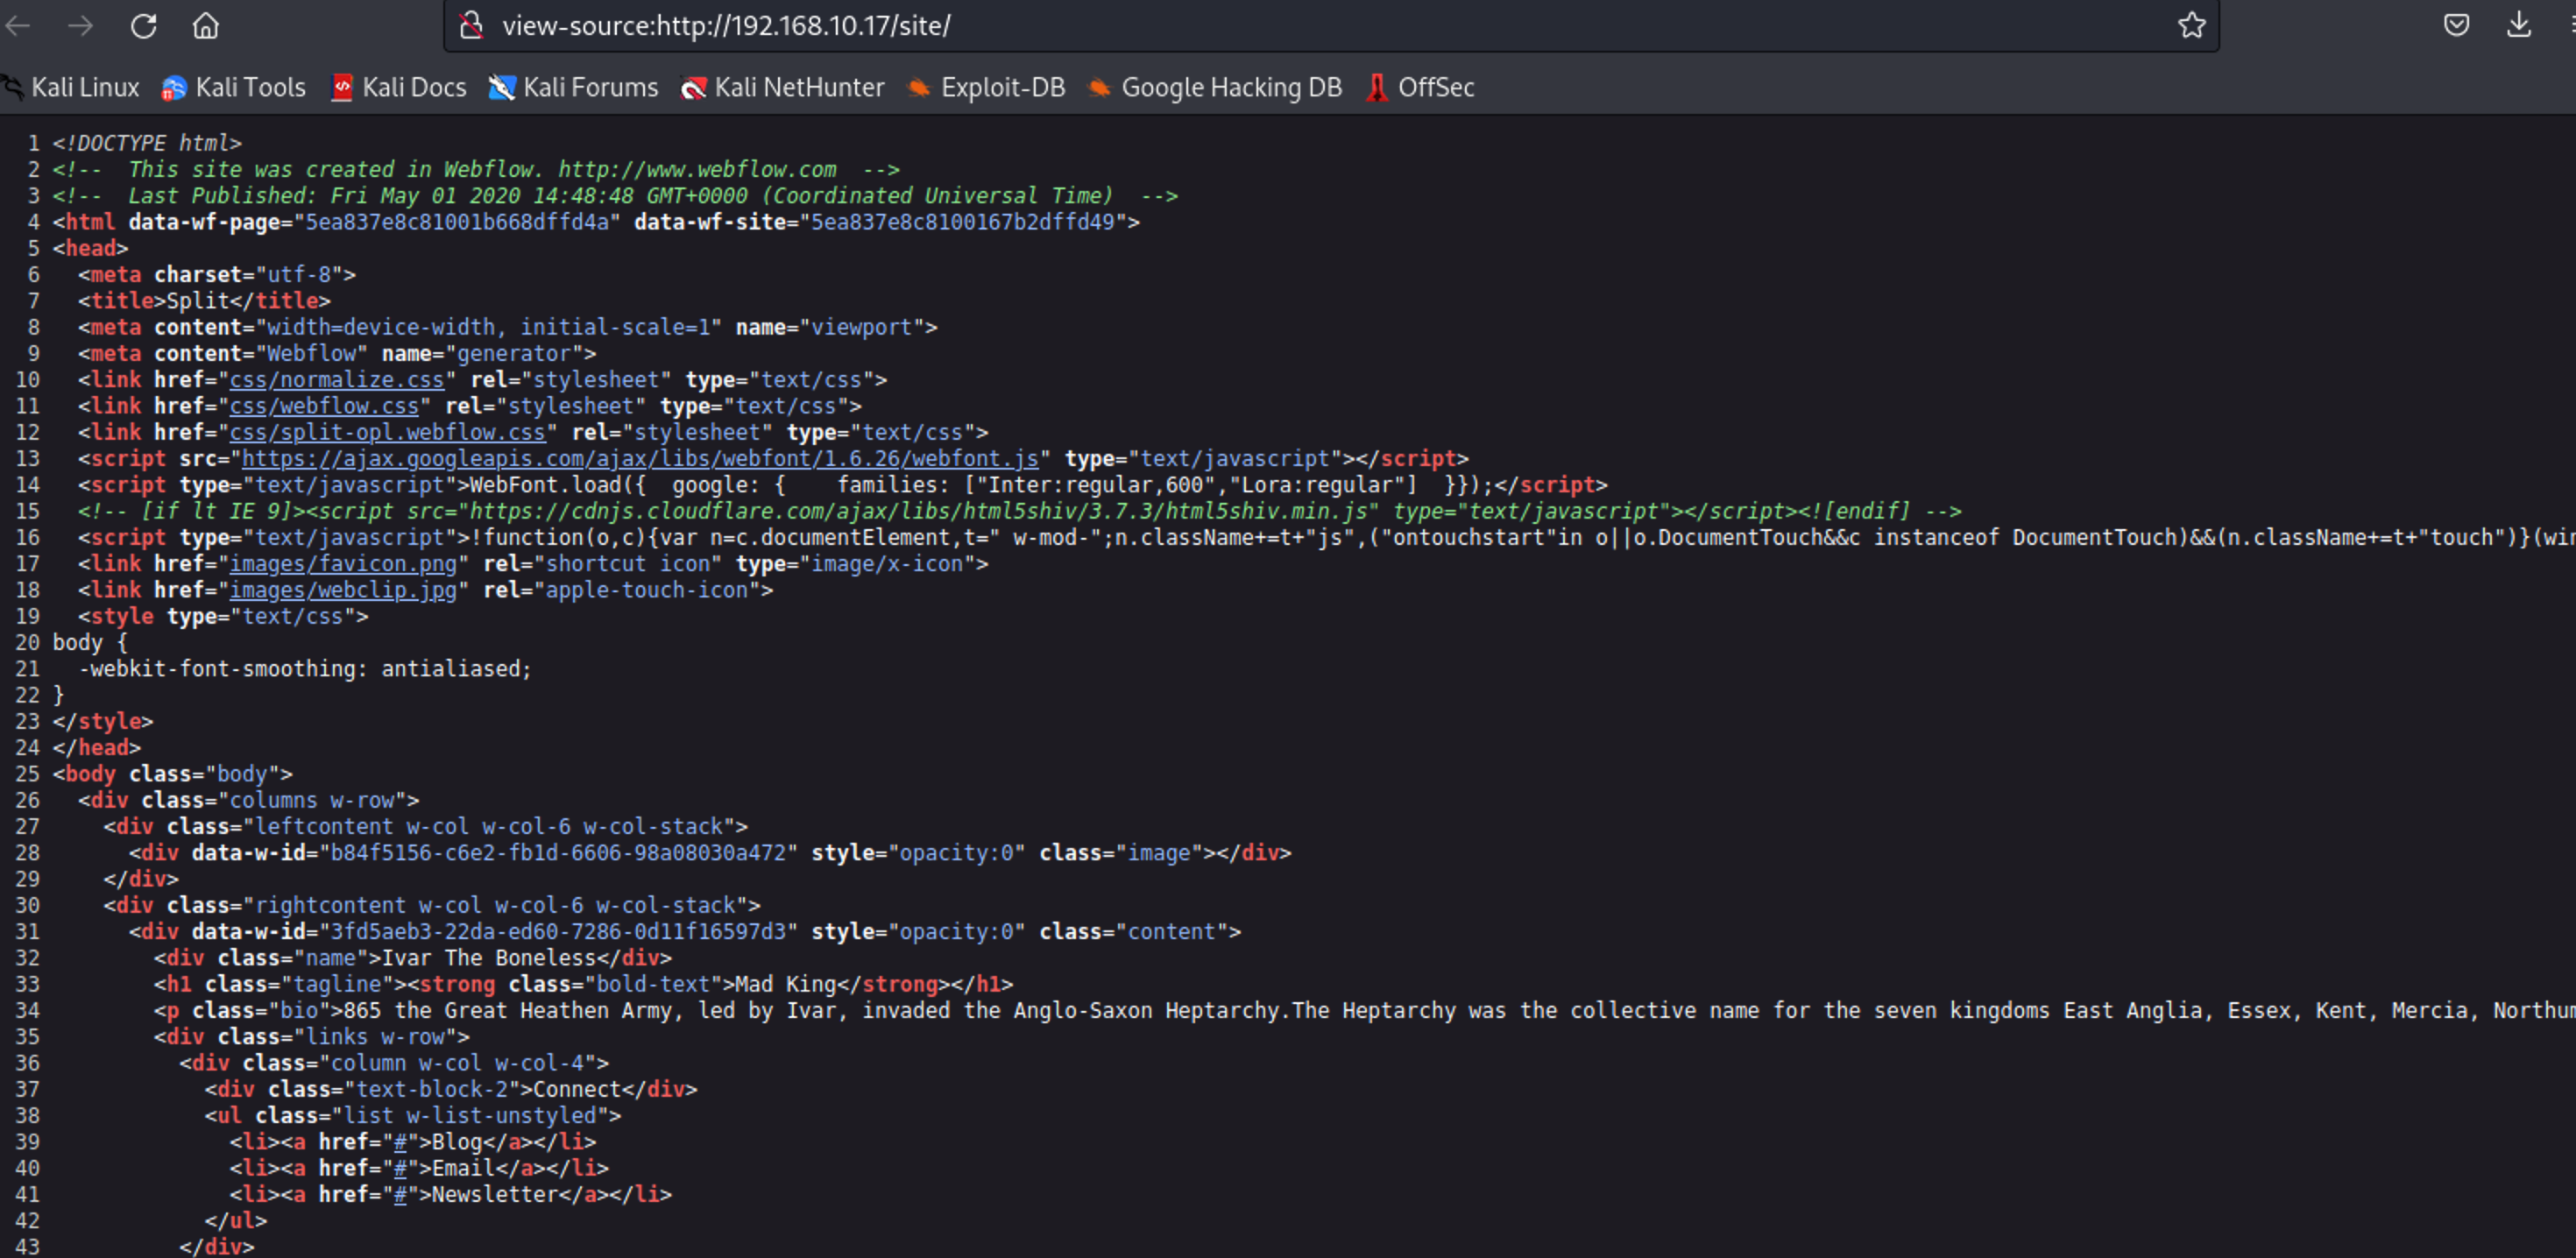 view-source:http://192.168.10.17/site/
Kali Linux Kali Tools Kali Docs Kali Forums Kali NetHunter Exploit-DB Google Hacking DB OffSec
1 <!DOCTYPE html>
2 <!--  This site was created in Webflow. http://www.webflow.com  -->
3 <!--  Last Published: Fri May 01 2020 14:48:48 GMT+0000 (Coordinated Universal Time)  -->
4 <html data-wf-page="5ea837e8c81001b668dffd4a" data-wf-site="5ea837e8c8100167b2dffd49">
5 <head>
6   <meta charset="utf-8">
7   <title>Split</title>
8   <meta content="width=device-width, initial-scale=1" name="viewport">
9   <meta content="Webflow" name="generator">
10   <link href="css/normalize.css" rel="stylesheet" type="text/css">
11   <link href="css/webflow.css" rel="stylesheet" type="text/css">
12   <link href="css/split-opl.webflow.css" rel="stylesheet" type="text/css">
13   <script src="https://ajax.googleapis.com/ajax/libs/webfont/1.6.26/webfont.js" type="text/javascript"></script>
14   <script type="text/javascript">WebFont.load({  google: {    families: ["Inter:regular,600","Lora:regular"]  }});</script>
15   <!-- [if lt IE 9]><script src="https://cdnjs.cloudflare.com/ajax/libs/html5shiv/3.7.3/html5shiv.min.js" type="text/javascript"></script><![endif] -->
16   <script type="text/javascript">!function(o,c){var n=c.documentElement,t=" w-mod-";n.className+=t+"js",("ontouchstart"in o||o.DocumentTouch&&c instanceof DocumentTouch)&&(n.className+=t+"touch")}(win
17   <link href="images/favicon.png" rel="shortcut icon" type="image/x-icon">
18   <link href="images/webclip.jpg" rel="apple-touch-icon">
19   <style type="text/css">
20 body {
21   -webkit-font-smoothing: antialiased;
22 }
23 </style>
24 </head>
25 <body class="body">
26   <div class="columns w-row">
27     <div class="leftcontent w-col w-col-6 w-col-stack">
28       <div data-w-id="b84f5156-c6e2-fb1d-6606-98a08030a472" style="opacity:0" class="image"></div>
29     </div>
30     <div class="rightcontent w-col w-col-6 w-col-stack">
31       <div data-w-id="3fd5aeb3-22da-ed60-7286-0d11f16597d3" style="opacity:0" class="content">
32         <div class="name">Ivar The Boneless</div>
33         <h1 class="tagline"><strong class="bold-text">Mad King</strong></h1>
34         <p class="bio">865 the Great Heathen Army, led by Ivar, invaded the Anglo-Saxon Heptarchy.The Heptarchy was the collective name for the seven kingdoms East Anglia, Essex, Kent, Mercia, Northum
35         <div class="links w-row">
36           <div class="column w-col w-col-4">
37             <div class="text-block-2">Connect</div>
38             <ul class="list w-list-unstyled">
39               <li><a href="#">Blog</a></li>
40               <li><a href="#">Email</a></li>
41               <li><a href="#">Newsletter</a></li>
42             </ul>
43           </div>